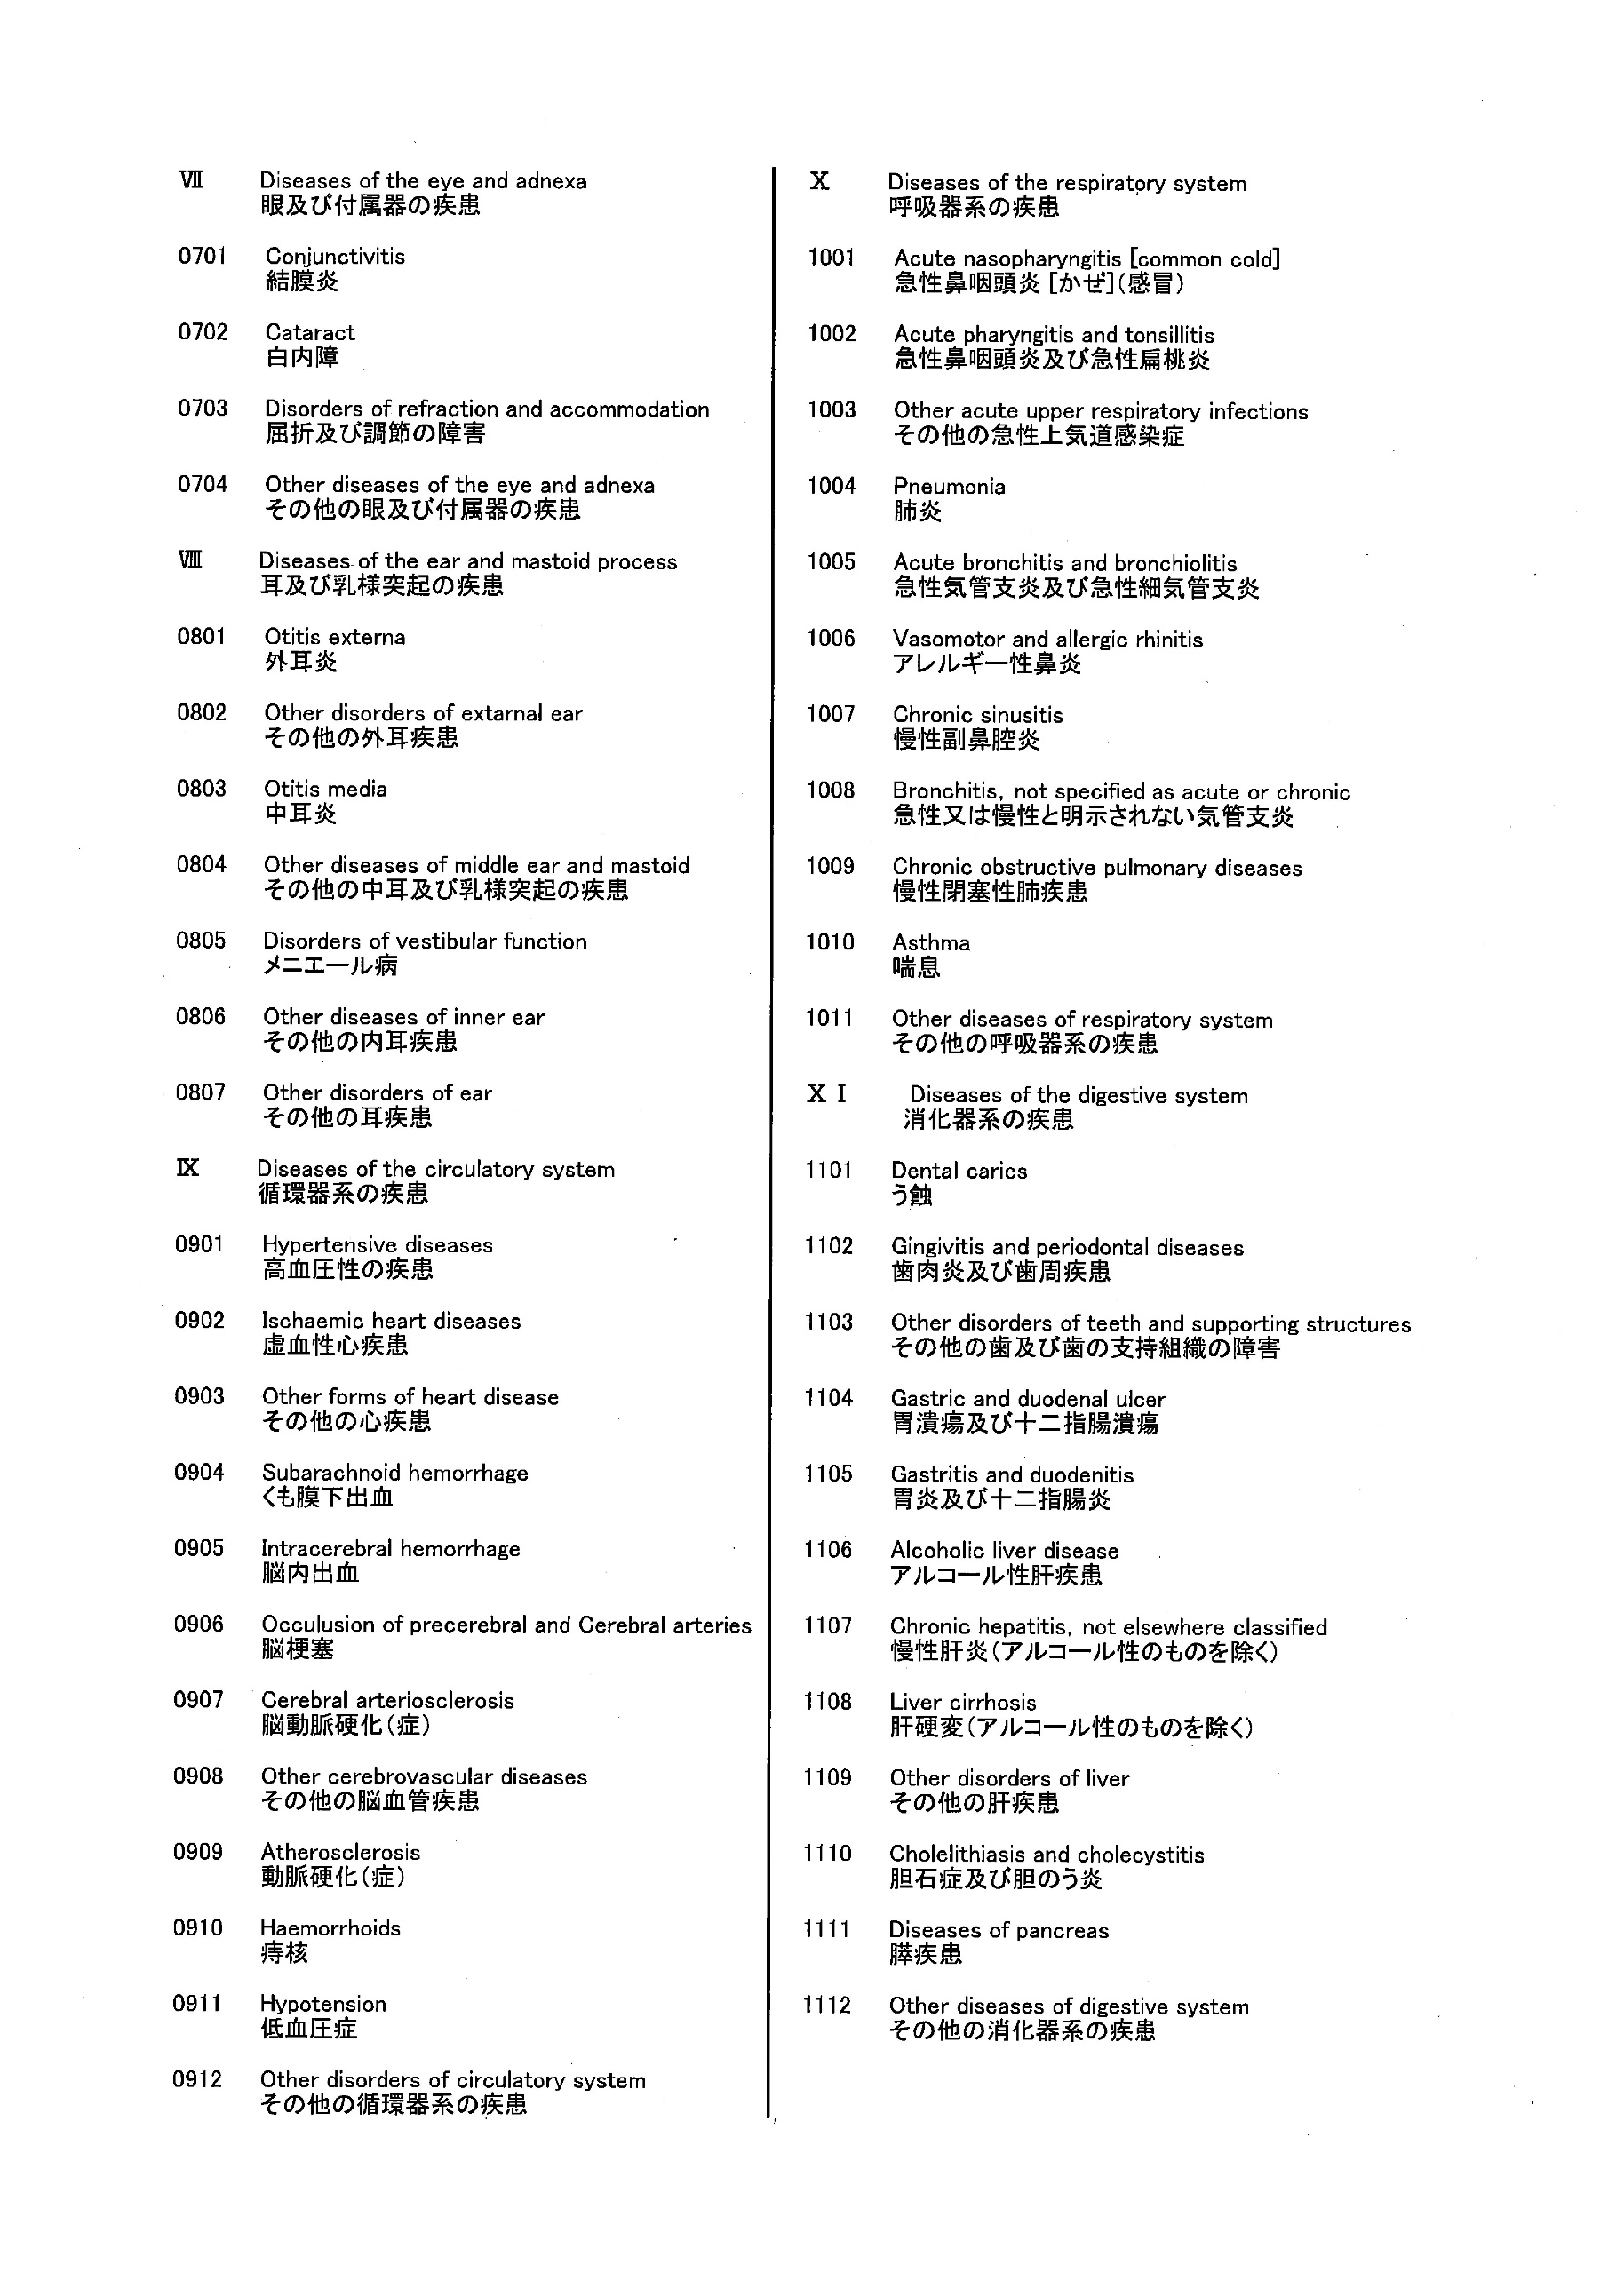 Ⅶ Diseases of the eye and adnexa
眼及び付属器の疾患
0701 Conjunctivitis
結膜炎
0702 Cataract
白内障
0703 Disorders of refraction and accommodation
屈折及び調節の障害
0704 Other diseases of the eye and adnexa
その他の眼及び付属器の疾患
Ⅷ Diseases of the ear and mastoid process
耳及び乳様突起の疾患
0801 Otitis externa
外耳炎
0802 Other disorders of extarnal ear
その他の外耳疾患
0803 Otitis media
中耳炎
0804 Other diseases of middle ear and mastoid
その他の中耳及び乳様突起の疾患
0805 Disorders of vestibular function
メニエール病
0806 Other diseases of inner ear
その他の内耳疾患
0807 Other disorders of ear
その他の耳疾患
Ⅸ Diseases of the circulatory system
循環器系の疾患
0901 Hypertensive diseases
高血圧性の疾患
0902 Ischaemic heart diseases
虚血性心疾患
0903 Other forms of heart disease
その他の心疾患
0904 Subarachnoid hemorrhage
くも膜下出血
0905 Intracerebral hemorrhage
脳内出血
0906 Occulusion of precerebral and Cerebral arteries
脳梗塞
0907 Cerebral arteriosclerosis
脳動脈硬化(症)
0908 Other cerebrovascular diseases
その他の脳血管疾患
0909 Atherosclerosis
動脈硬化(症)
0910 Haemorrhoids
痔核
0911 Hypotension
低血圧症
0912 Other disorders of circulatory system
その他の循環器系の疾患
X Diseases of the respiratory system
呼吸器系の疾患
1001 Acute nasopharyngitis [common cold]
急性鼻咽頭炎 [かぜ](感冒)
1002 Acute pharyngitis and tonsillitis
急性鼻咽頭炎及び急性扁桃炎
1003 Other acute upper respiratory infections
その他の急性上気道感染症
1004 Pneumonia
肺炎
1005 Acute bronchitis and bronchiolitis
急性気管支炎及び急性細気管支炎
1006 Vasomotor and allergic rhinitis
アレルギー性鼻炎
1007 Chronic sinusitis
慢性副鼻腔炎
1008 Bronchitis, not specified as acute or chronic
急性又は慢性と明示されない気管支炎
1009 Chronic obstructive pulmonary diseases
慢性閉塞性肺疾患
1010 Asthma
喘息
1011 Other diseases of respiratory system
その他の呼吸器系の疾患
X I Diseases of the digestive system
消化器系の疾患
1101 Dental caries
う蝕
1102 Gingivitis and periodontal diseases
歯肉炎及び歯周疾患
1103 Other disorders of teeth and supporting structures
その他の歯及び歯の支持組織の障害
1104 Gastric and duodenal ulcer
胃潰瘍及び十二指腸潰瘍
1105 Gastritis and duodenitis
胃炎及び十二指腸炎
1106 Alcoholic liver disease
アルコール性肝疾患
1107 Chronic hepatitis, not elsewhere classified
慢性肝炎(アルコール性のものを除く)
1108 Liver cirrhosis
肝硬変(アルコール性のものを除く)
1109 Other disorders of liver
その他の肝疾患
1110 Cholelithiasis and cholecystitis
胆石症及び胆のう炎
1111 Diseases of pancreas
膵疾患
1112 Other diseases of digestive system
その他の消化器系の疾患